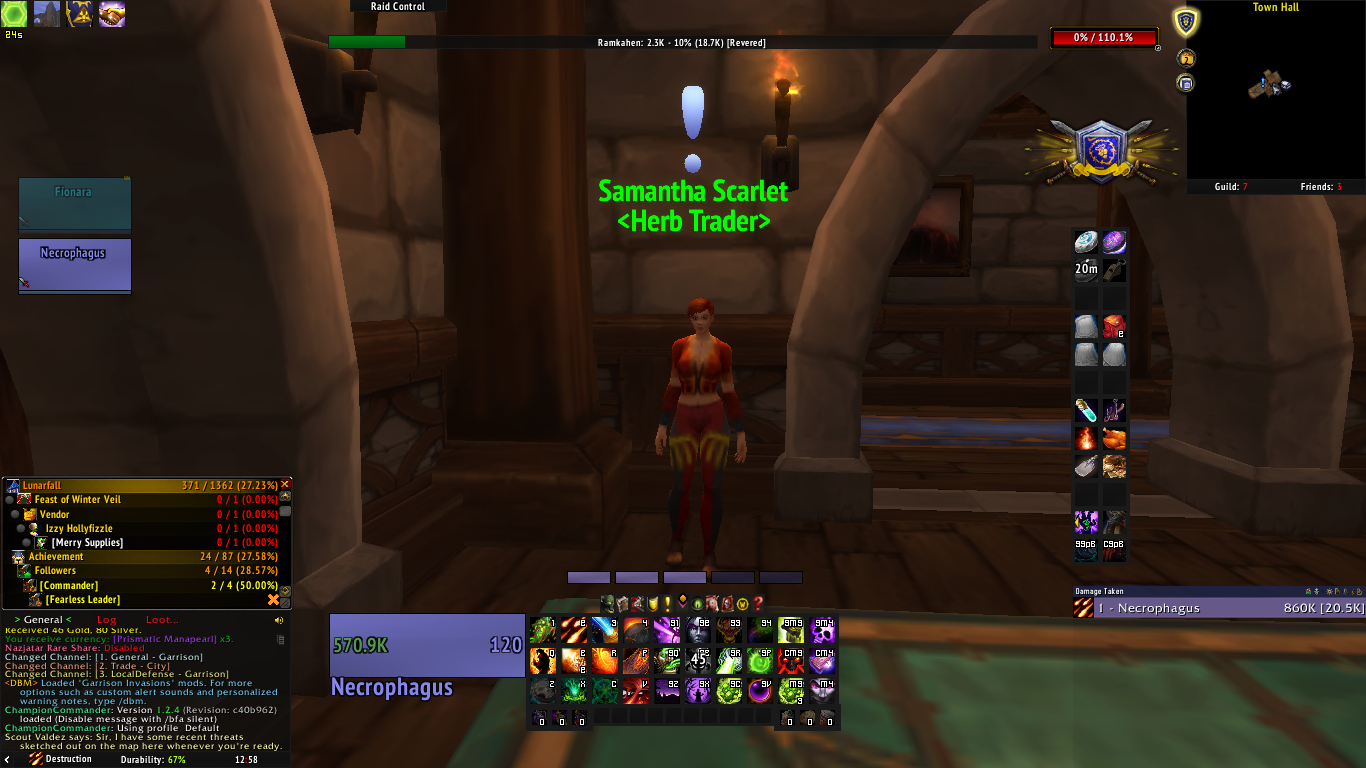 24s
Raid Control
Ramkahen: 2.3K - 10% (18.7K) [Revered]
0% / 110.1%
Town Hall
Guild: 7
Friends: 3
Fionara
Necrophagus
Samantha Scarlet
<Herb Trader>
20m
Lunarfall 371 / 1362 (27.23%)
Feast of Winter Veil 0 / 1 (0.00%)
Vendor 0 / 1 (0.00%)
Izzy Hollyfizzle 0 / 1 (0.00%)
[Merry Supplies] 0 / 1 (0.00%)
Achievement 24 / 87 (27.58%)
Followers 4 / 14 (28.57%)
[Commander] 2 / 4 (50.00%)
[Fearless Leader]
> General < Log Loot...
Received 46 Gold, 80 Silver.
You receive currency: [Prismatic Manapearl] x3.
Nazjatar Rare Share: Disabled
Changed Channel: [1. General - Garrison]
Changed Channel: [2. Trade - City]
Changed Channel: [3. LocalDefense - Garrison]
<DBM> Loaded 'Garrison Invasions' mods. For more
options such as custom alert sounds and personalized
warning notes, type /dbm.
ChampionCommander: Version 1.2.4 (Revision: c40b962)
loaded (Disable message with /bfa silent)
ChampionCommander: Using profile Default
Scout Valdez says: Sir, I have some recent threats
sketched out on the map here whenever you're ready.
Destruction Durability: 67% 12:58
570.9K 120
Necrophagus
Damage Taken
1 - Necrophagus 860K [20.5K]